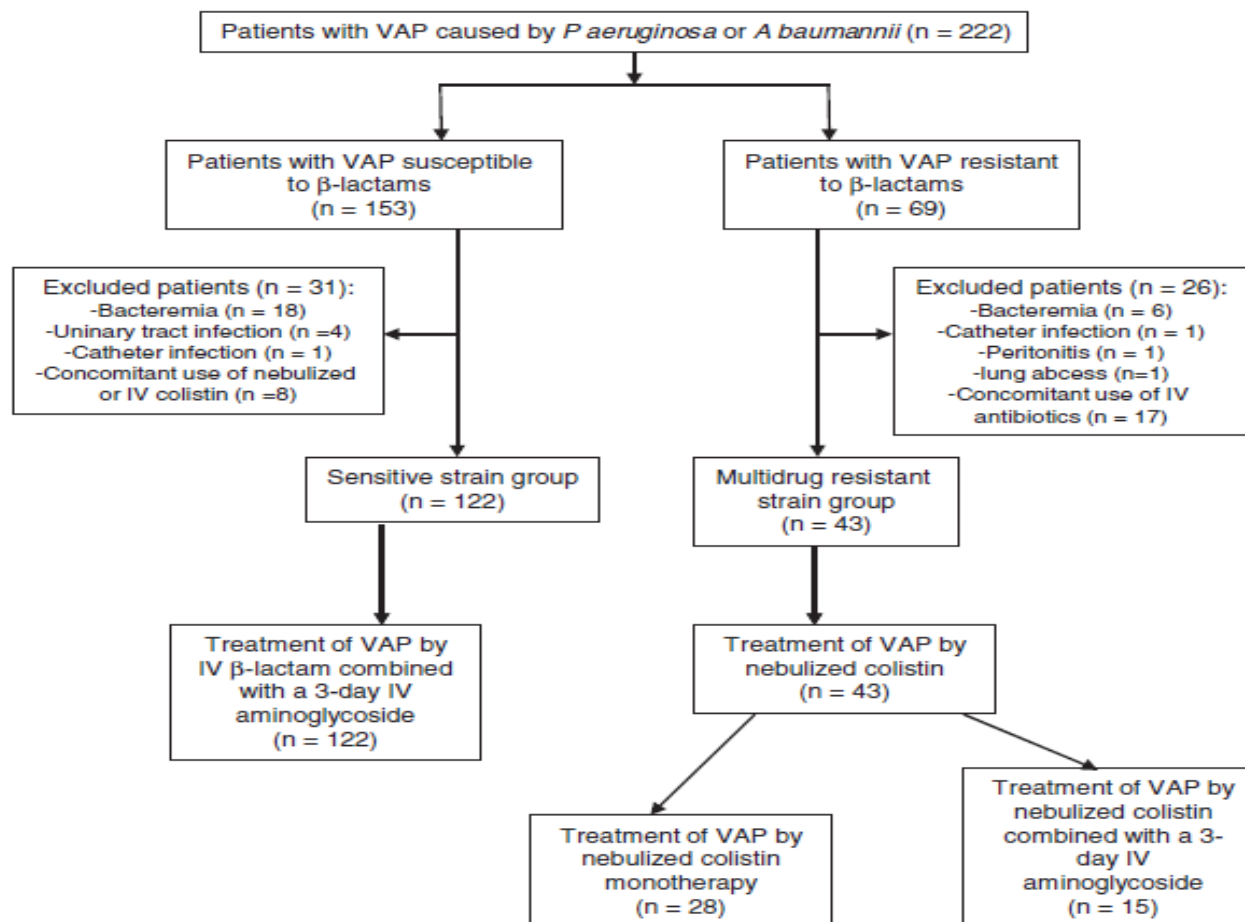 Patients with VAP caused by P aeruginosa or A baumannii (n = 222)
Patients with VAP susceptible
to β-lactams
(n = 153)
Patients with VAP resistant
to β-lactams
(n = 69)
Excluded patients (n = 31):
-Bacteremia (n = 18)
-Uninary tract infection (n =4)
-Catheter infection (n = 1)
-Concomitant use of nebulized
or IV colistin (n =8)
Excluded patients (n = 26):
-Bacteremia (n = 6)
-Catheter infection (n = 1)
-Peritonitis (n = 1)
-lung abcess (n=1)
-Concomitant use of IV
antibiotics (n = 17)
Sensitive strain group
(n = 122)
Multidrug resistant
strain group
(n = 43)
Treatment of VAP by
IV β-lactam combined
with a 3-day IV
aminoglycoside
(n = 122)
Treatment of VAP by
nebulized colistin
(n = 43)
Treatment of VAP by
nebulized colistin
monotherapy
(n = 28)
Treatment of VAP by
nebulized colistin
combined with a 3-
day IV
aminoglycoside
(n = 15)